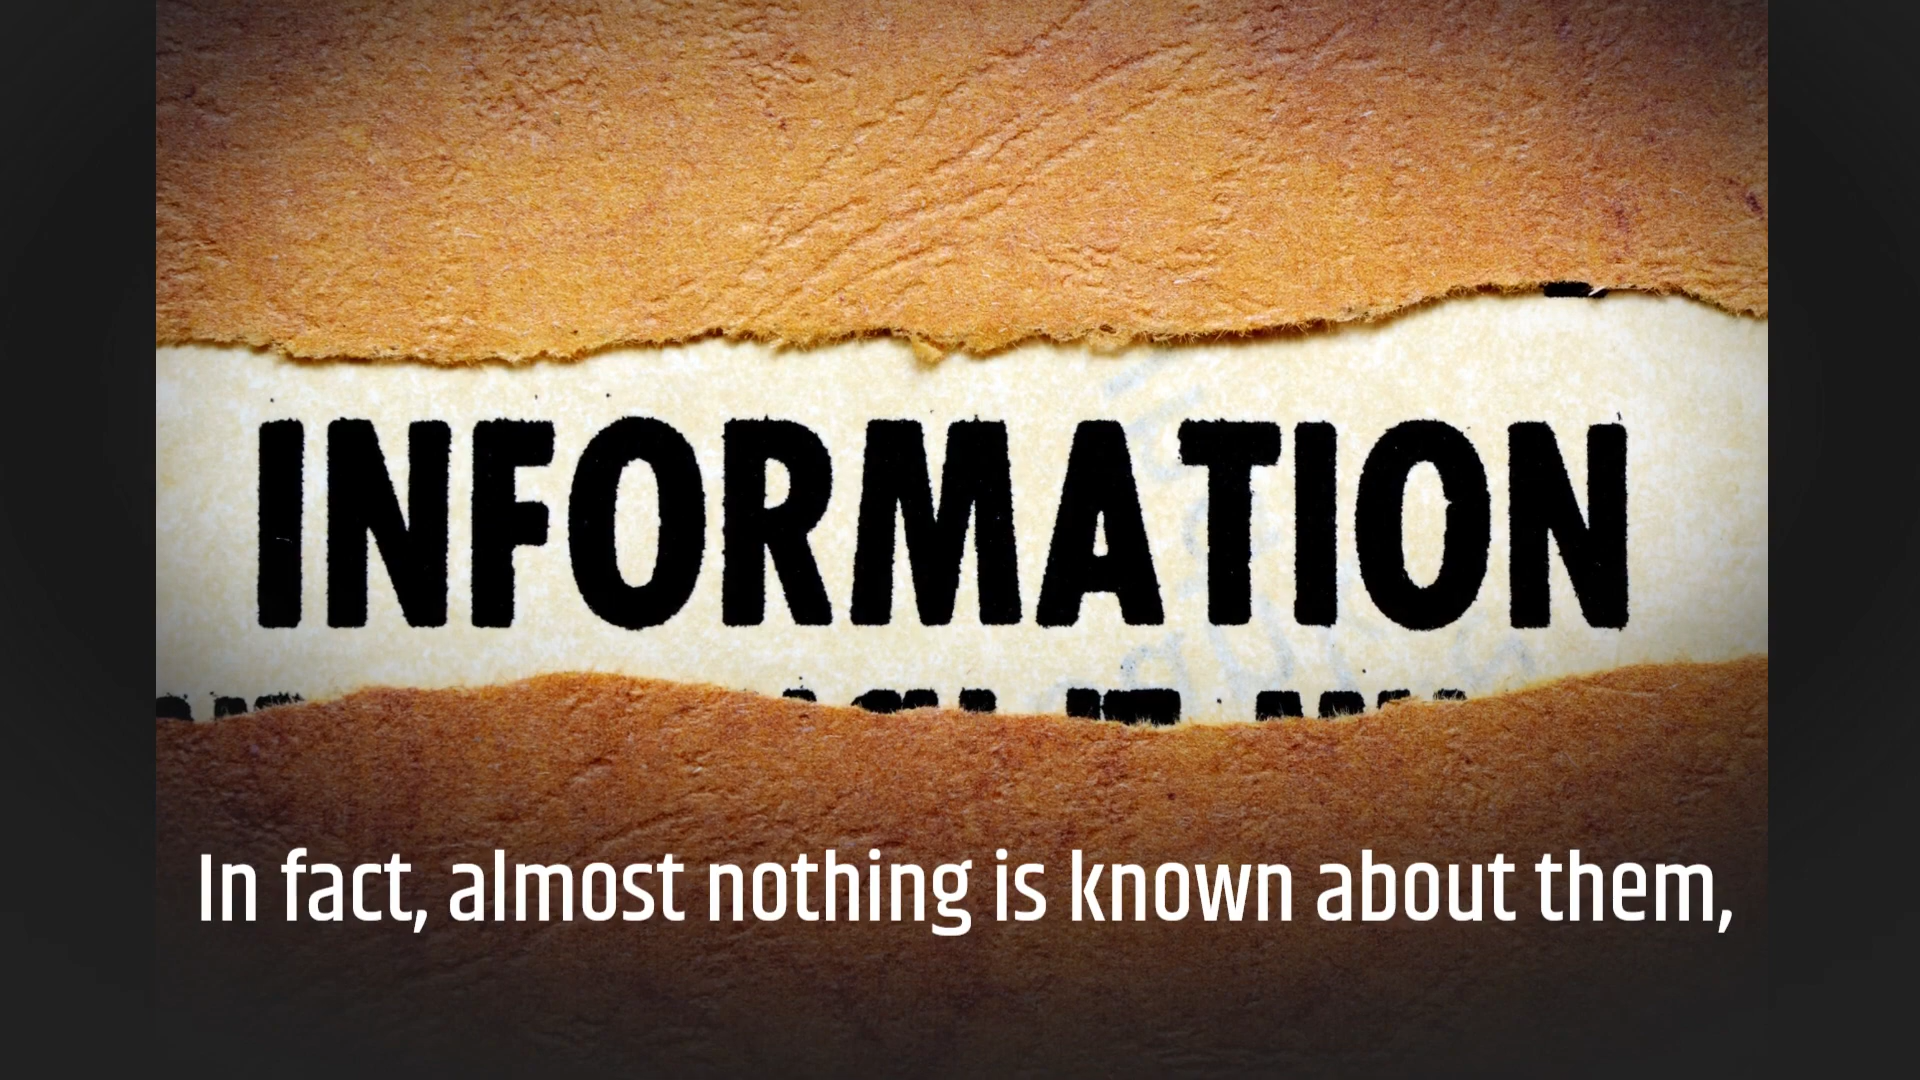 INFORMATION
In fact, almost nothing is known about them,